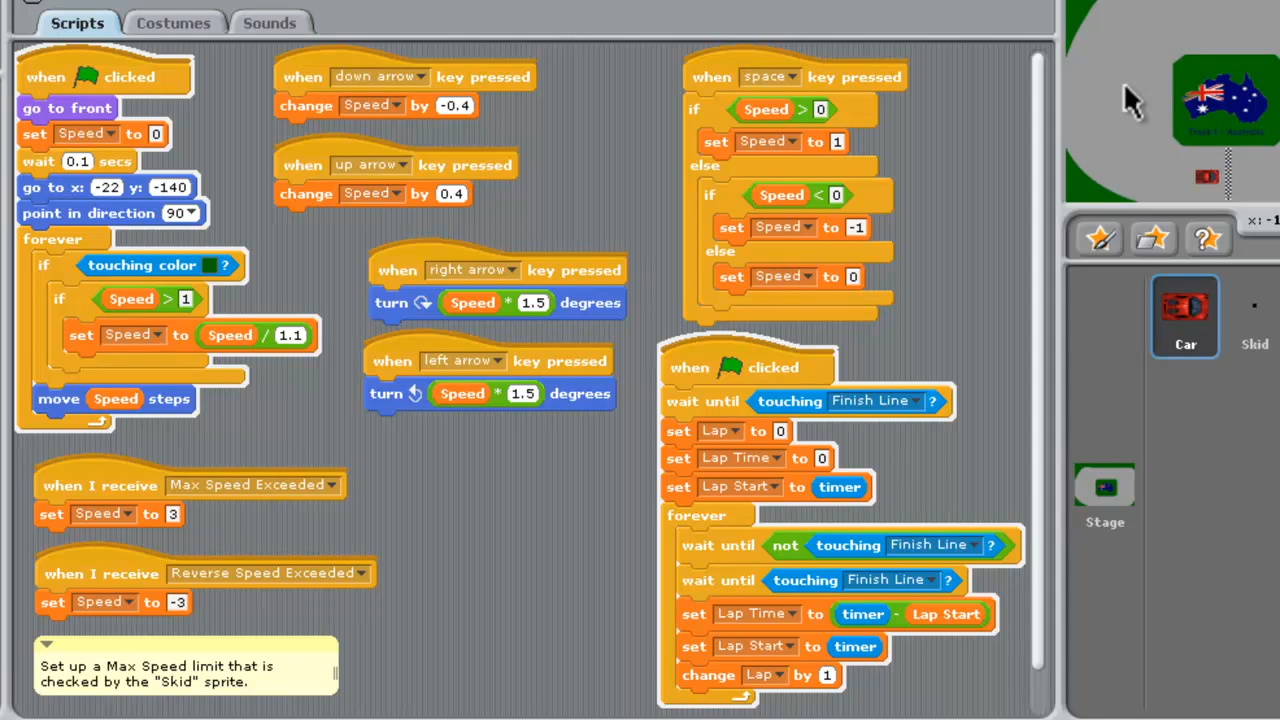 Scripts
Costumes
Sounds
when clicked
go to front
set Speed to 0
wait 0.1 secs
go to x: -22 y: -140
point in direction 90
forever
if touching color ?
if Speed > 1
set Speed to Speed / 1.1
move Speed steps
when I receive Max Speed Exceeded
set Speed to 3
when I receive Reverse Speed Exceeded
set Speed to -3
Set up a Max Speed limit that is
checked by the "Skid" sprite.
when down arrow key pressed
change Speed by -0.4
when up arrow key pressed
change Speed by 0.4
when right arrow key pressed
turn Speed * 1.5 degrees
when left arrow key pressed
turn Speed * 1.5 degrees
when space key pressed
if Speed > 0
set Speed to 1
else
if Speed < 0
set Speed to -1
else
set Speed to 0
when clicked
wait until touching Finish Line ?
set Lap to 0
set Lap Time to 0
set Lap Start to timer
forever
wait until not touching Finish Line ?
wait until touching Finish Line ?
set Lap Time to timer - Lap Start
set Lap Start to timer
change Lap by 1
Track 1 - Australia
x: -1
Car
Skid
Stage